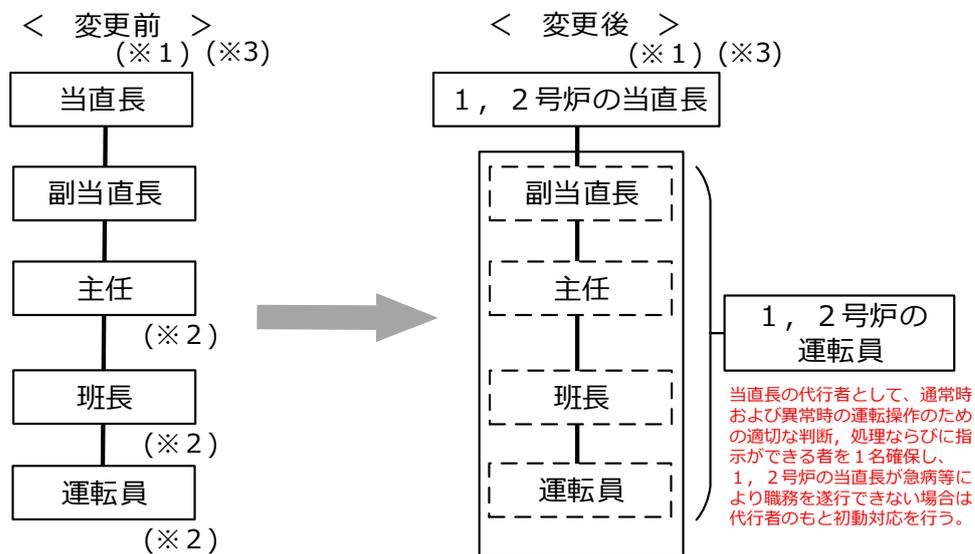 ＜ 変更前 ＞
(※１) (※3)
当直長
副当直長
主任
(※２)
班長
(※２)
運転員
(※２)
＜ 変更後 ＞
(※１) (※3)
１，２号炉の当直長
副当直長
主任
班長
運転員
１，２号炉の
運転員
当直長の代行者として、通常時
および異常時の運転操作のため
の適切な判断，処理ならびに指
示ができる者を１名確保し、
１，２号炉の当直長が急病等に
より職務を遂行できない場合は
代行者のもと初動対応を行う。